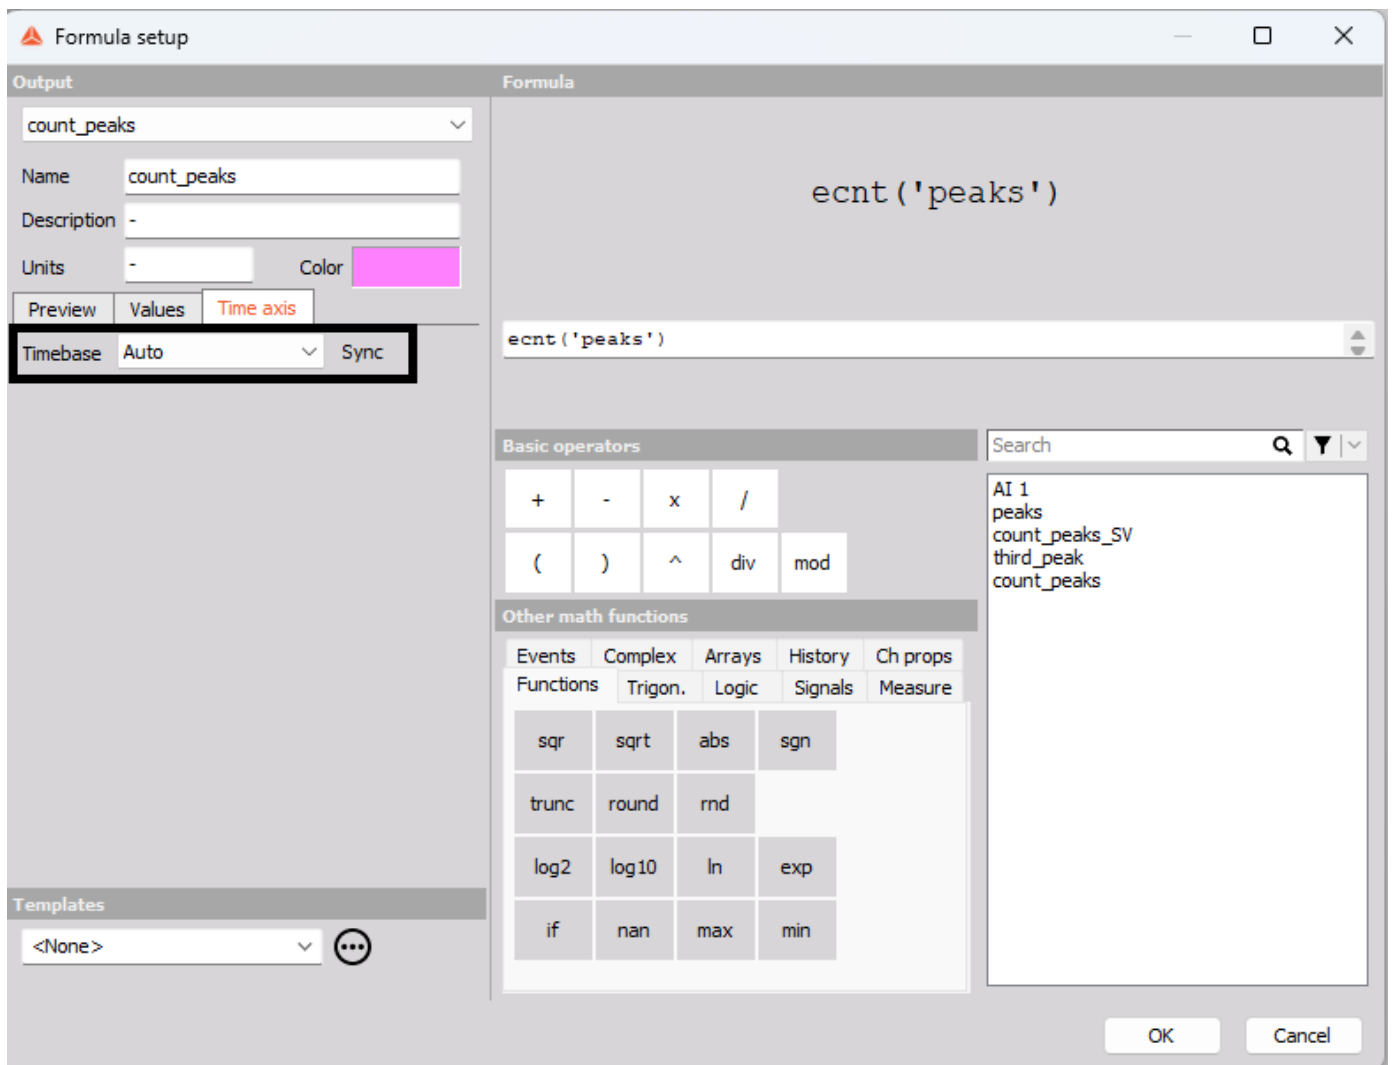 Formula setup
Output
count_peaks
Name count_peaks
Description -
Units - Color
Preview Values Time axis
Timebase Auto Sync
Templates
<None>
Formula
ecnt('peaks')
ecnt('peaks')
Basic operators
+ - x /
( ) ^ div mod
Other math functions
Events Complex Arrays History Ch props
Functions Trigon. Logic Signals Measure
sqr sqrt abs sgn
trunc round rnd
log2 log10 ln exp
if nan max min
Search
AI 1
peaks
count_peaks_SV
third_peak
count_peaks
OK Cancel